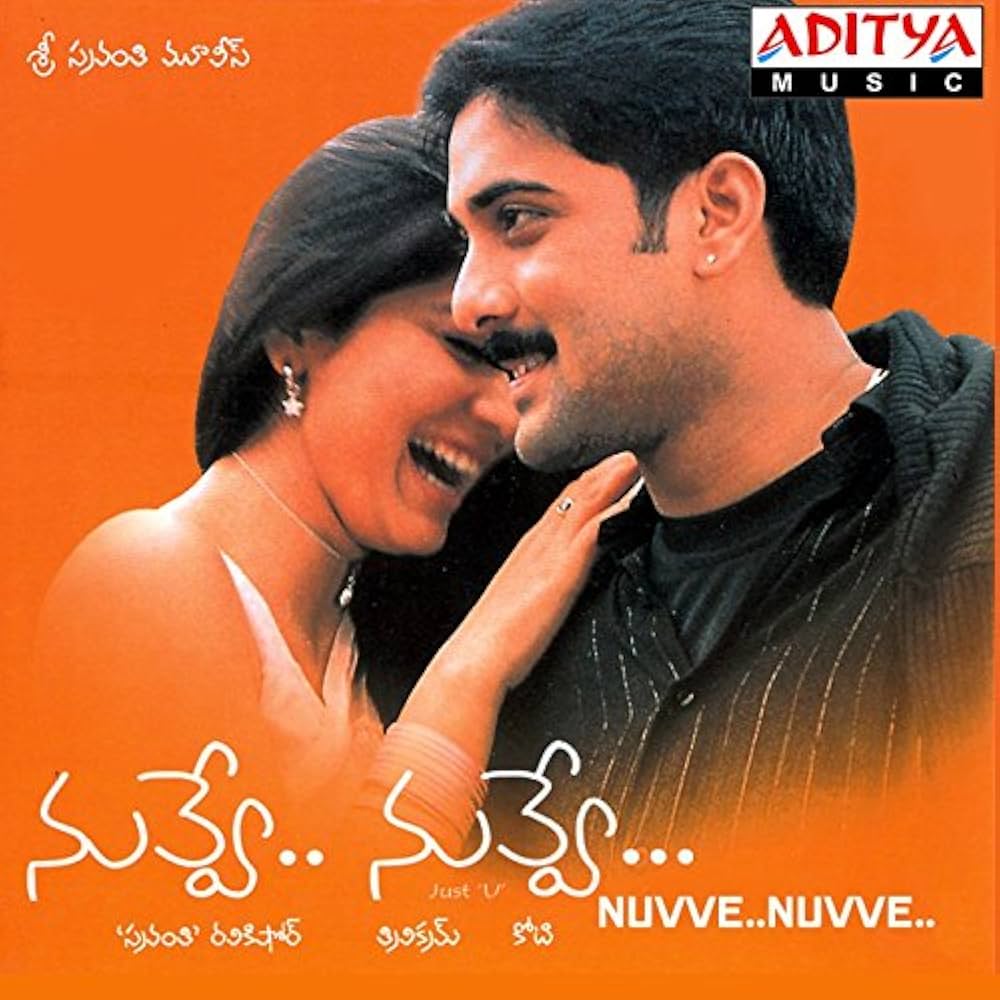 శ్రీ స్రవంతి మూవీస్
ADITYA
MUSIC
నువ్వే.. నువ్వే...
Just 'U'
NUVVE..NUVVE..
'స్రవంతి' రవికిషోర్ త్రివిక్రమ్ కోటి